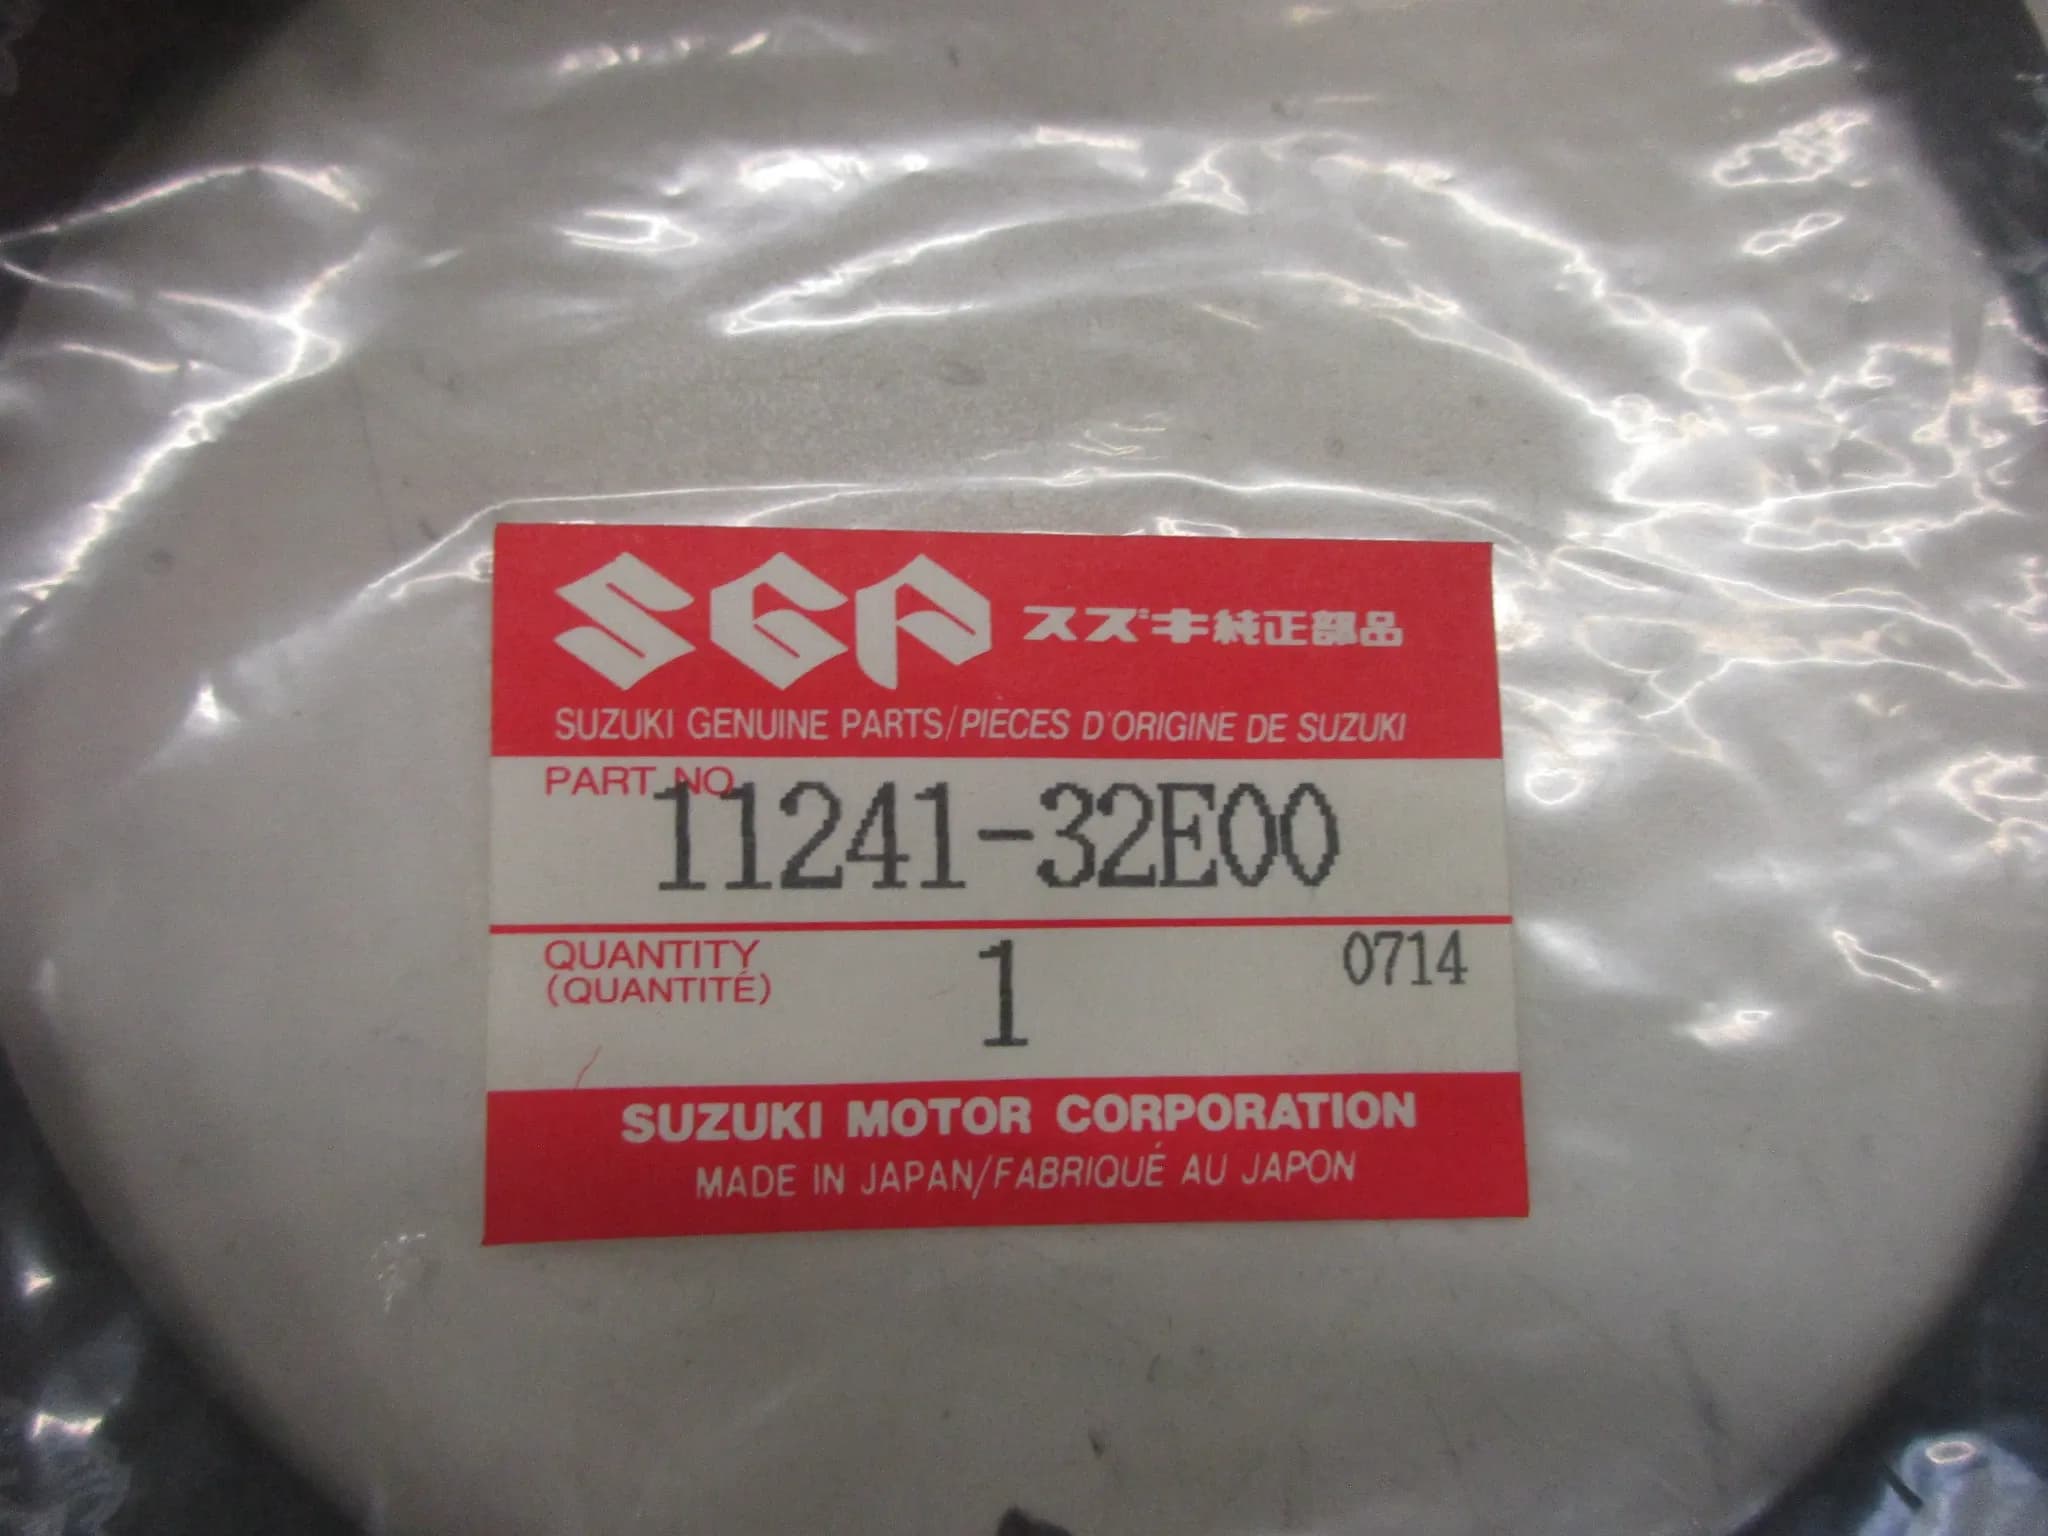 SGP スズキ純正部品
SUZUKI GENUINE PARTS/PIECES D'ORIGINE DE SUZUKI
PART NO
11241-32E00
QUANTITY 1 0714
(QUANTITÉ)
SUZUKI MOTOR CORPORATION
MADE IN JAPAN/FABRIQUÉ AU JAPON